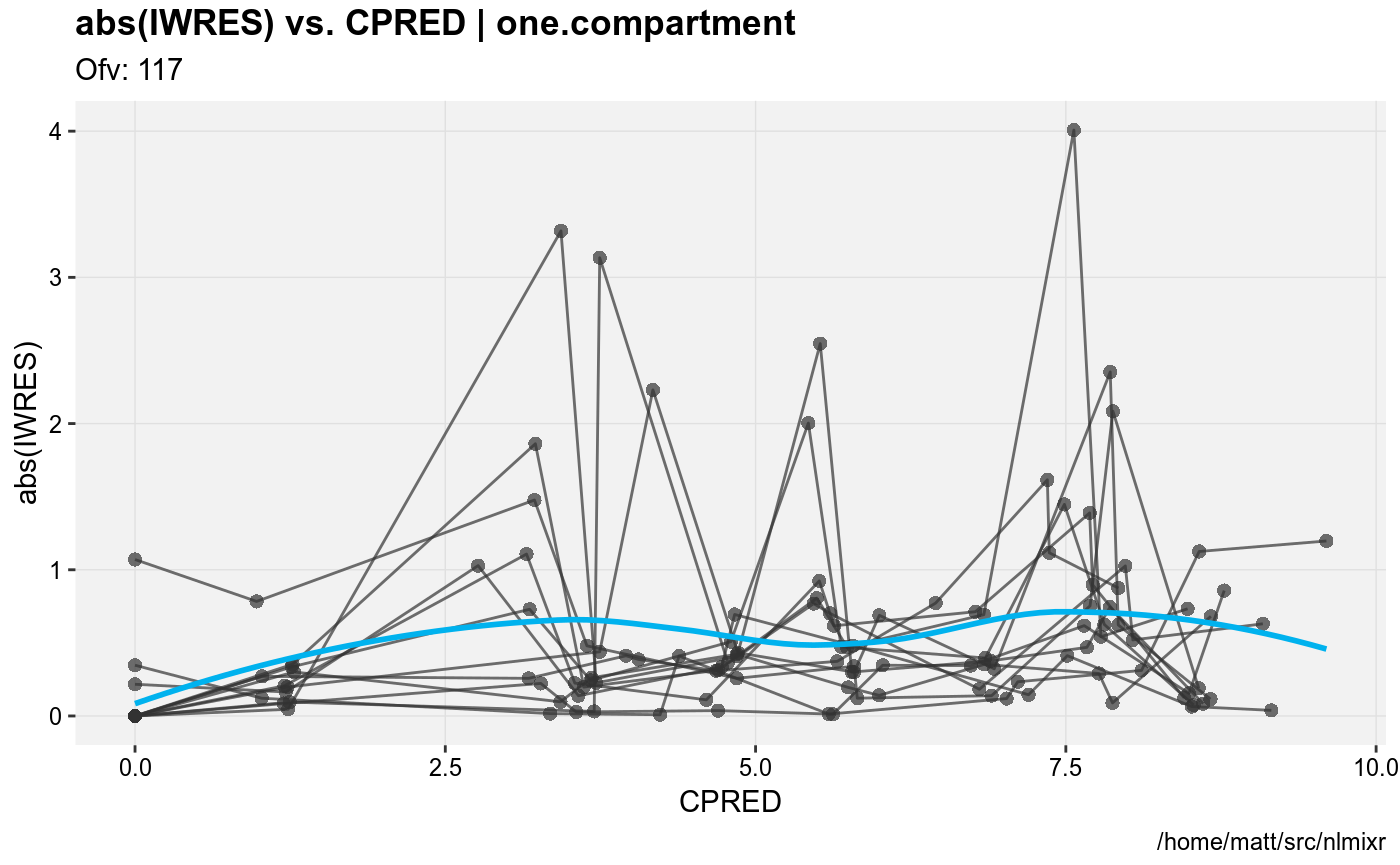 abs(IWRES) vs. CPRED | one.compartment
Ofv: 117
abs(IWRES)
4
3
2
1
0
0.0 2.5 5.0 7.5 10.0
CPRED
/home/matt/src/nlmixr